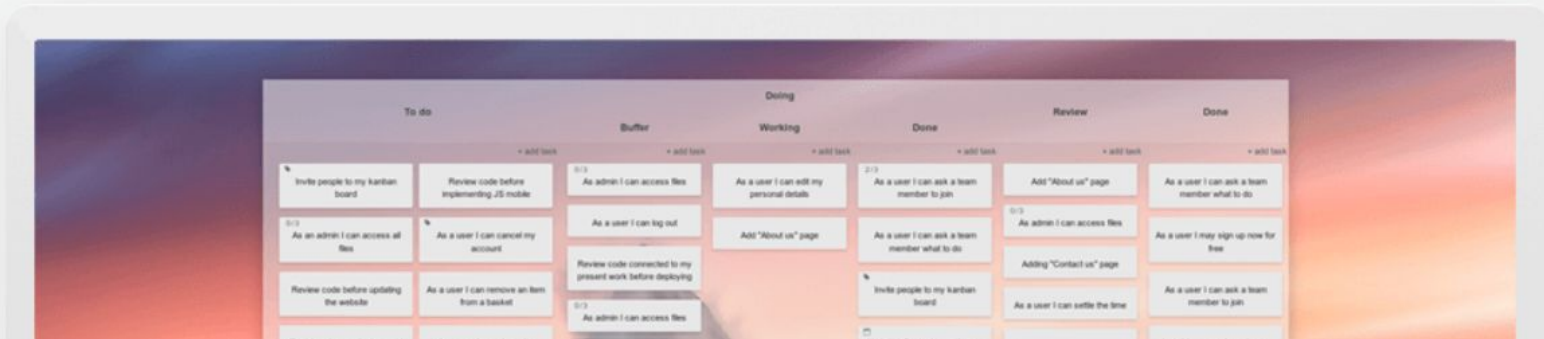 Doing
To do
Review
Done
Buffer
Working
Done
+ add task
+ add task
+ add task
+ add task
+ add task
+ add task
Invite people to my kanban
board
0/3
As an admin I can access all
files
Review code before updating
the website
Review code before
implementing JS mobile
As a user I can cancel my
account
As a user I can remove an item
from a basket
0/3
As admin I can access files
As a user I can log out
Review code connected to my
present work before deploying
0/3
As admin I can access files
As a user I can edit my
personal details
Add "About us" page
2/3
As a user I can ask a team
member to join
As a user I can ask a team
member what to do
Invite people to my kanban
board
Add "About us" page
0/3
As admin I can access files
Adding "Contact us" page
As a user I can settle the time
As a user I can ask a team
member what to do
As a user I may sign up now for
free
As a user I can ask a team
member to join